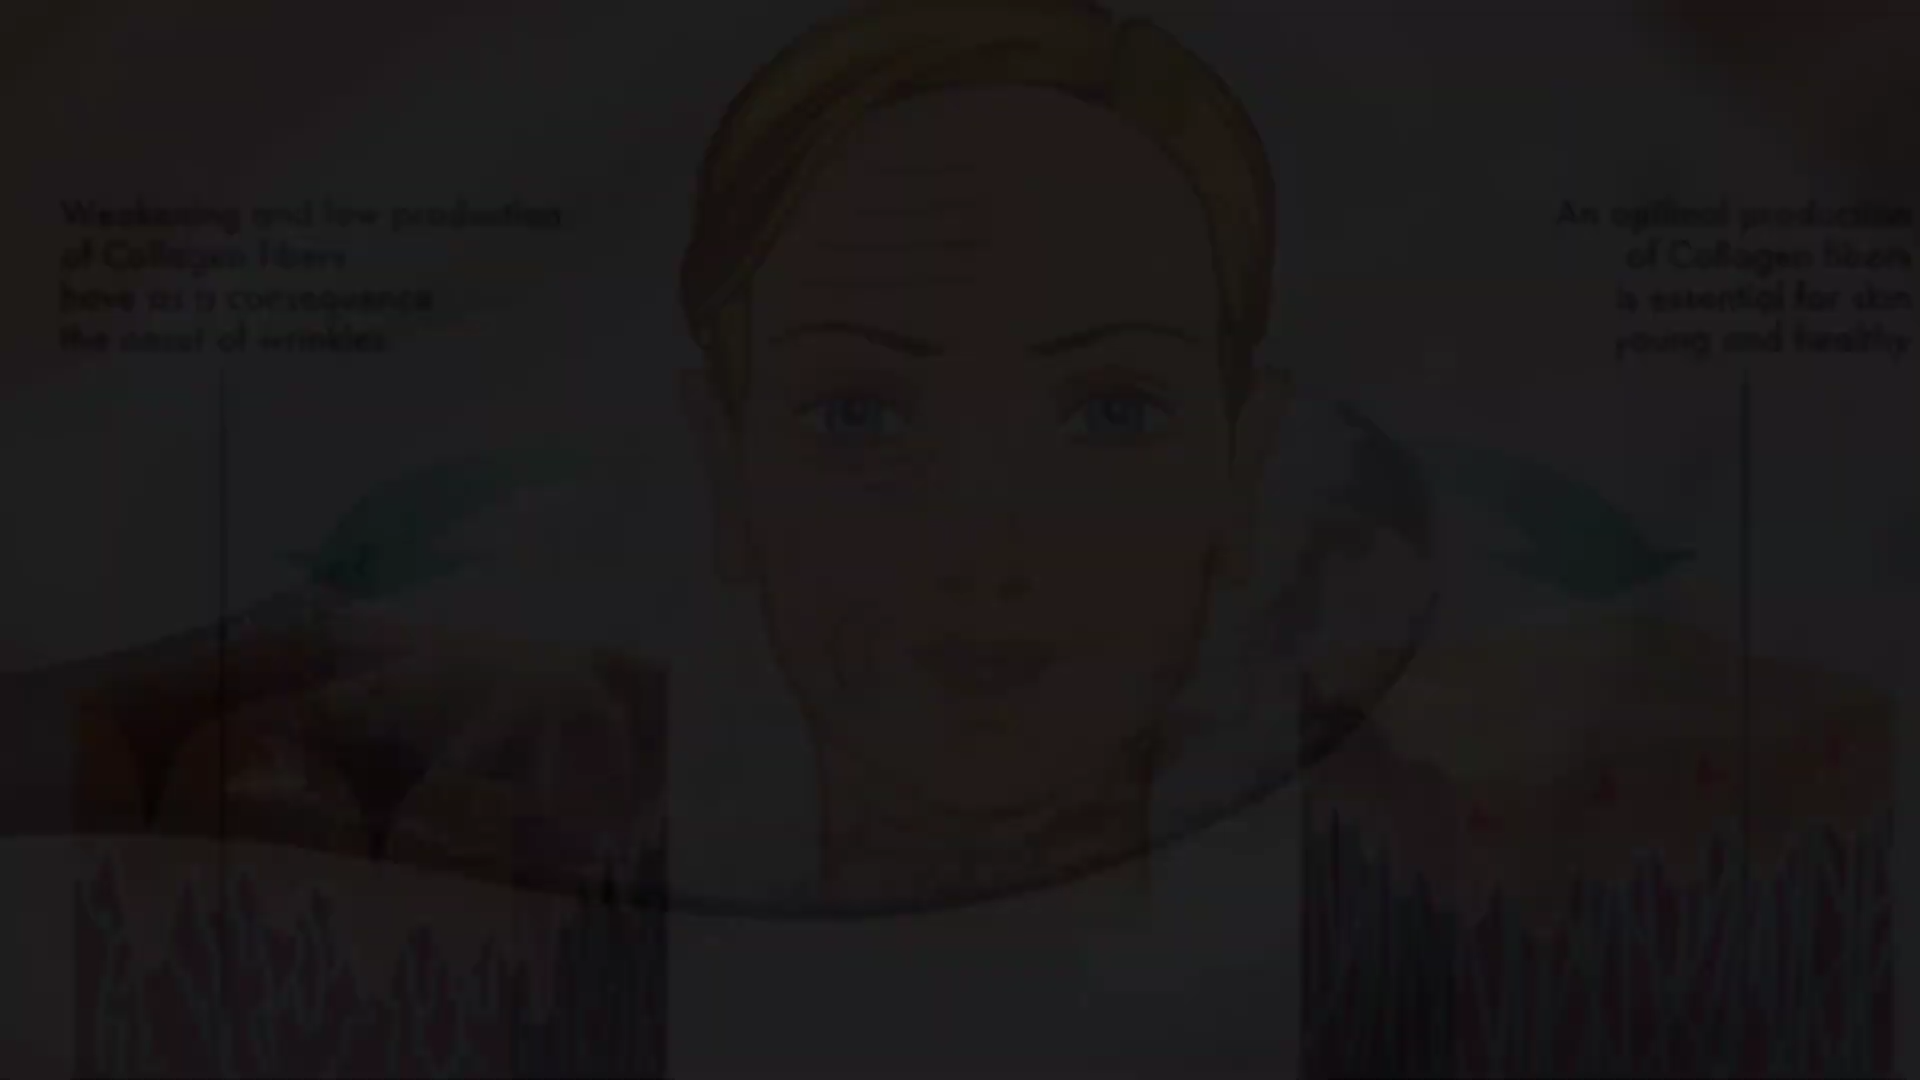 Weakening and low production
of Collagen fibers
have as a consequence
the onset of wrinkles
An optimal production
of Collagen fibers
is essential for skin
young and healthy